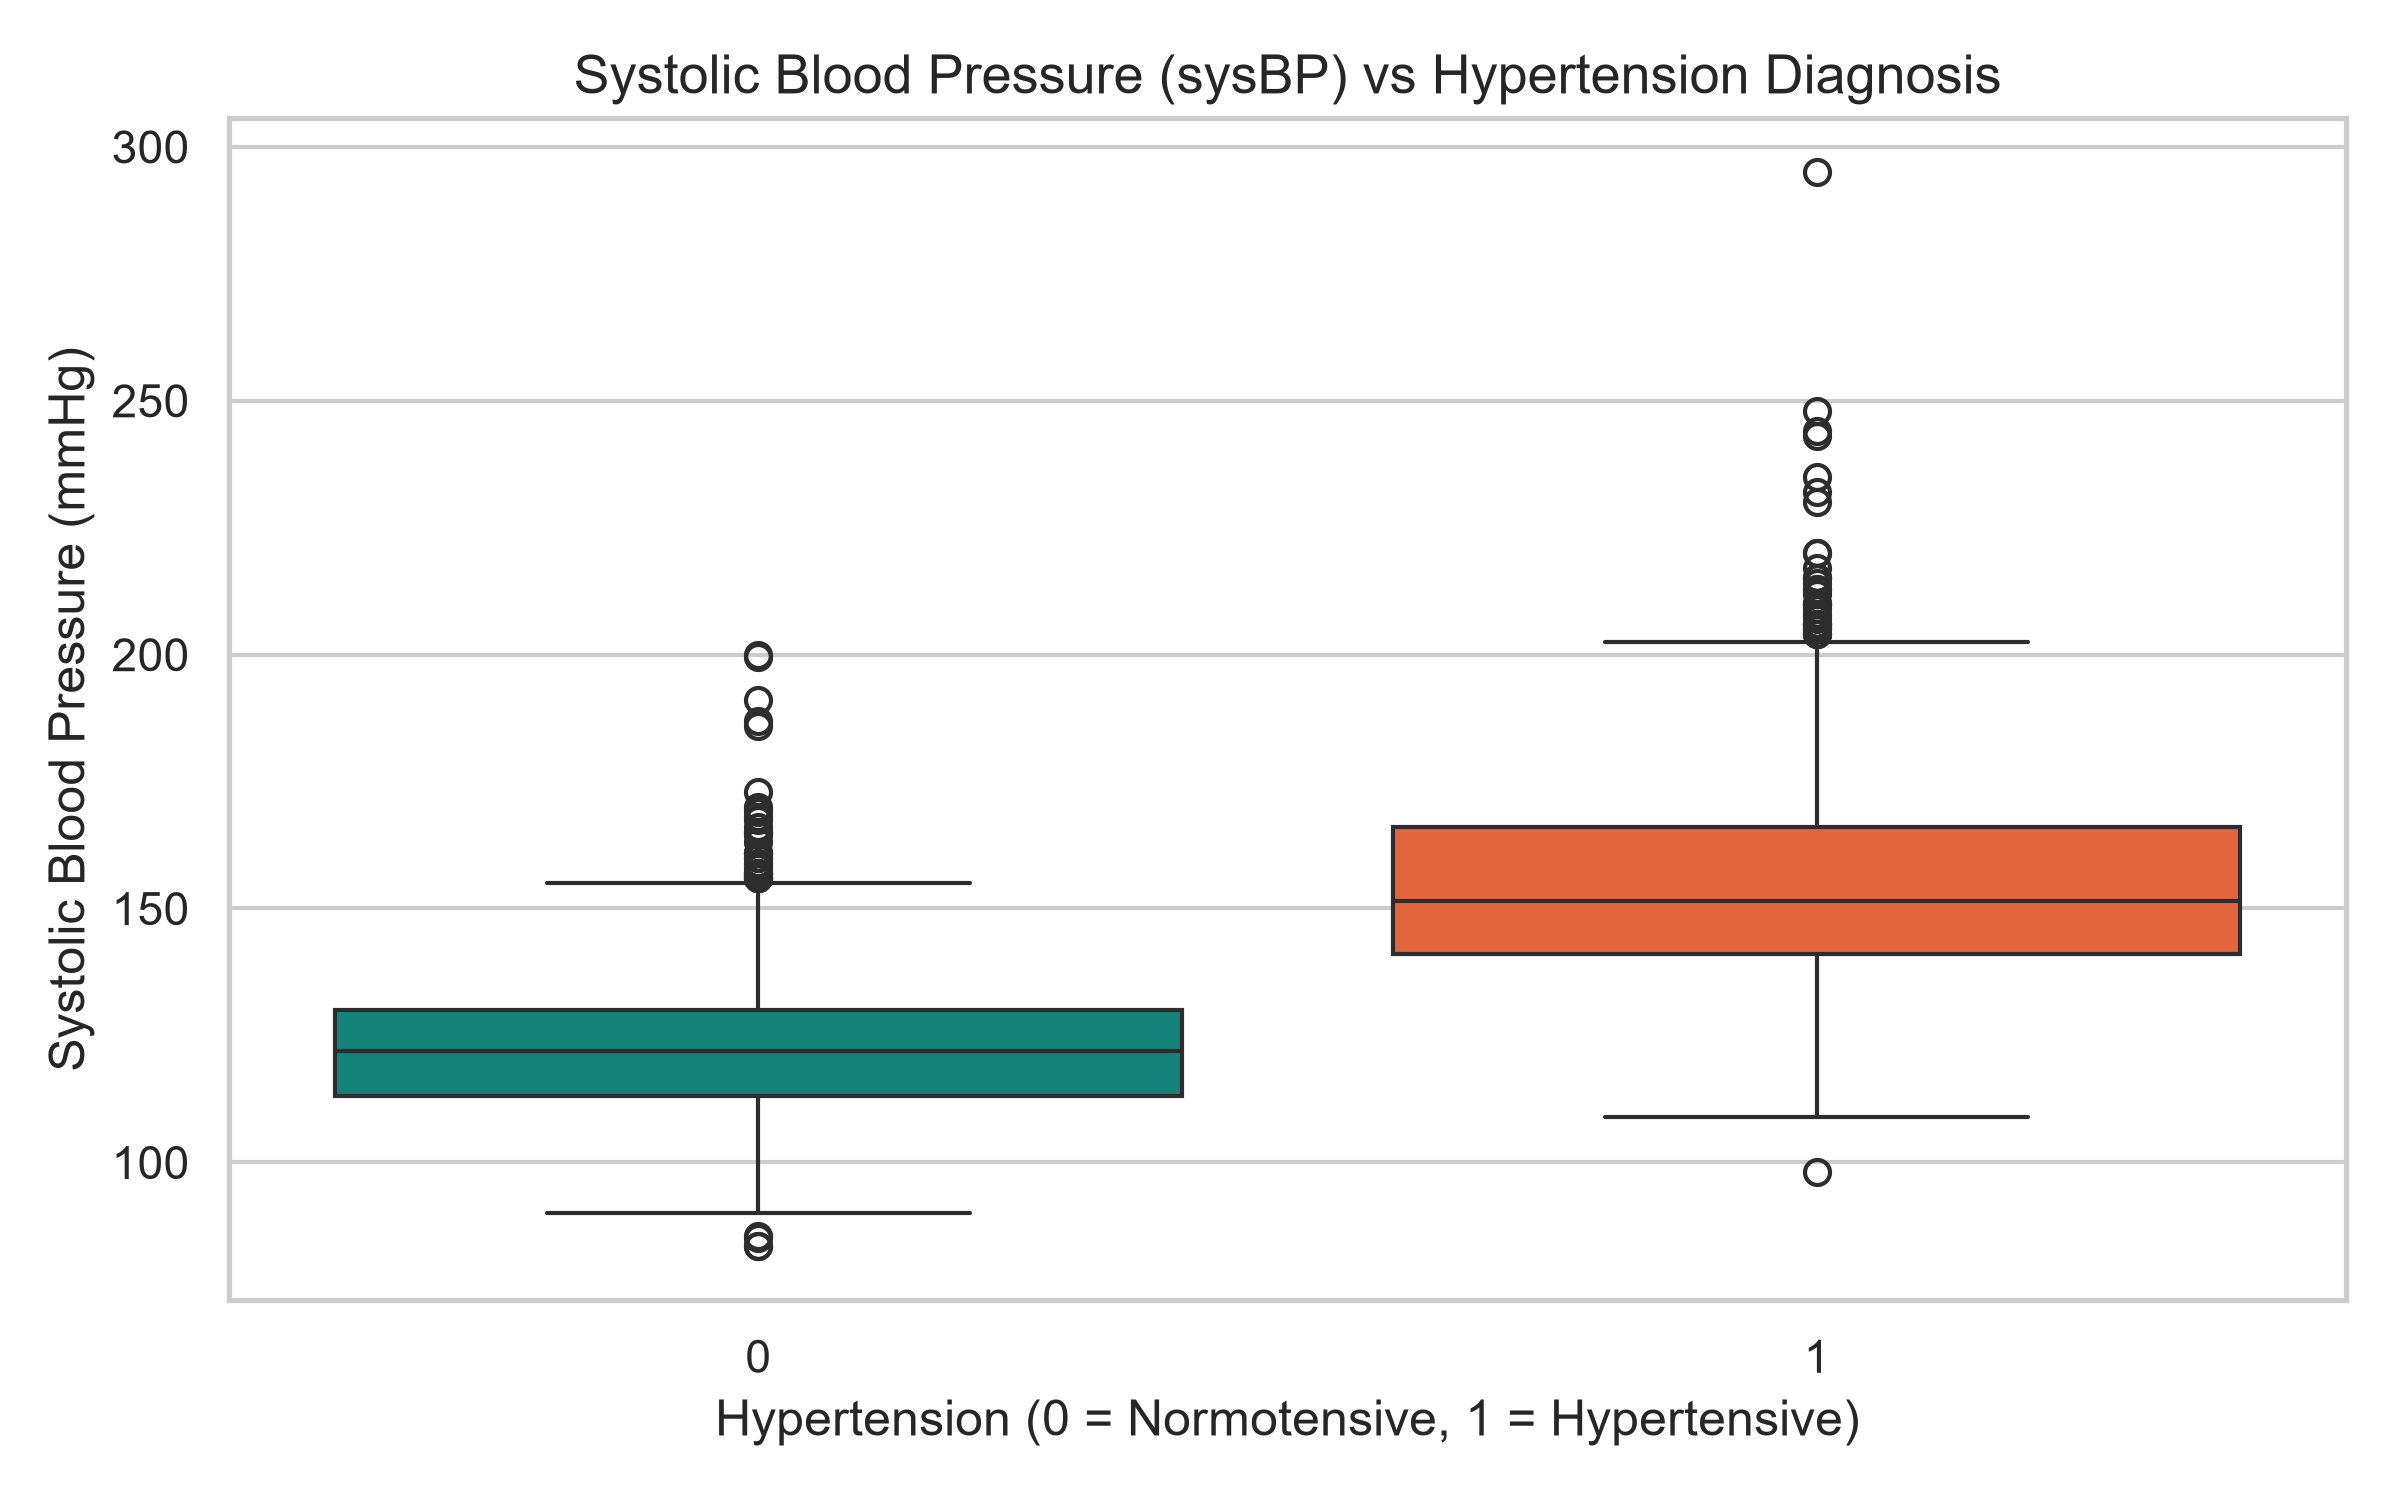 Systolic Blood Pressure (sysBP) vs Hypertension Diagnosis
Systolic Blood Pressure (mmHg)
300
250
200
150
100
0
1
Hypertension (0 = Normotensive, 1 = Hypertensive)